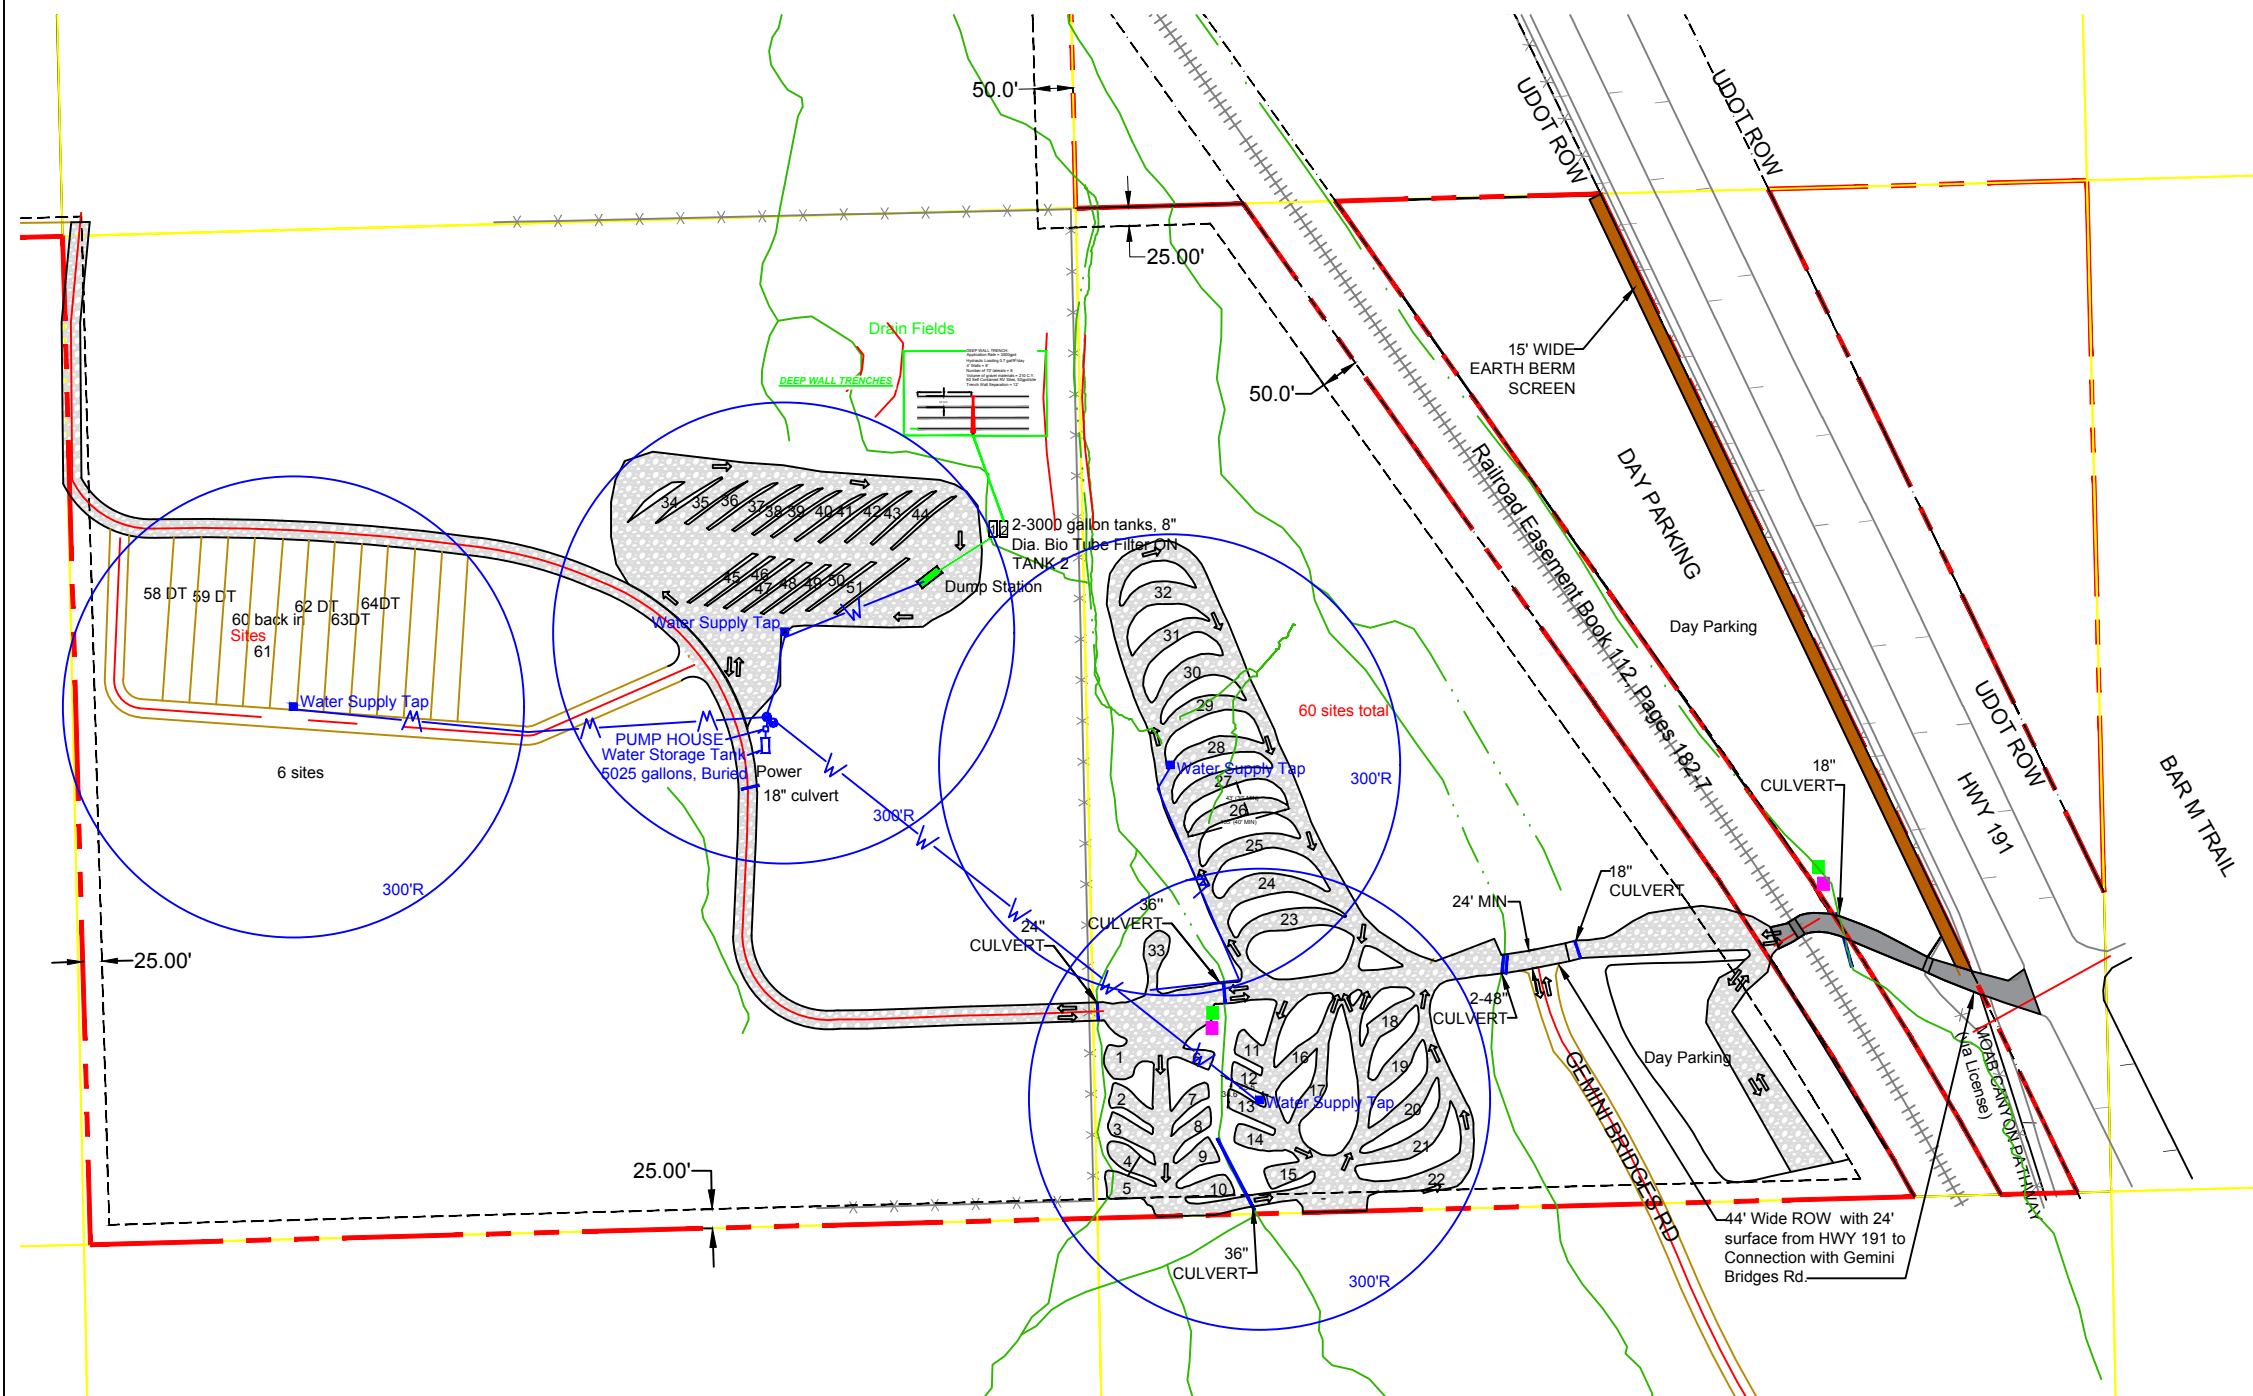 50.0'
UDOT ROW
UDOT ROW
25.00'
Drain Fields
DEEP WALL TRENCH:
DEEP WALL TRENCHES
15' WIDE
EARTH BERM
SCREEN
50.0'
DAY PARKING
Railroad Easement Book 112, Pages 182-7
34
35
36
37
38
39
40
41
42
43
44
1
2
2-3000 gallon tanks, 8"
Dia. Bio Tube Filter ON
TANK 2
Dump Station
45
46
47
48
49
50
51
Water Supply Tap
58 DT
59 DT
60 back in
Sites
61
62 DT
63DT
64DT
Water Supply Tap
6 sites
PUMP HOUSE
Water Storage Tank
5025 gallons, Buried
Power
18" culvert
W
W
W
W
W
W
W
W
W
300'R
300'R
32
31
30
29
28
27
26
25
24
23
Water Supply Tap
60 sites total
300'R
Day Parking
UDOT ROW
HWY 191
BAR M TRAIL
18"
CULVERT
18"
CULVERT
24' MIN
36"
CULVERT
24"
CULVERT
33
2-48"
CULVERT
25.00'
1
2
3
4
5
6
7
8
9
10
11
12
13
14
15
16
17
18
19
20
21
22
Water Supply Tap
Day Parking
GEMINI BRIDGES RD
MOAB CANYON PATHWAY
(Via License)
25.00'
36"
CULVERT
300'R
44' Wide ROW with 24'
surface from HWY 191 to
Connection with Gemini
Bridges Rd.